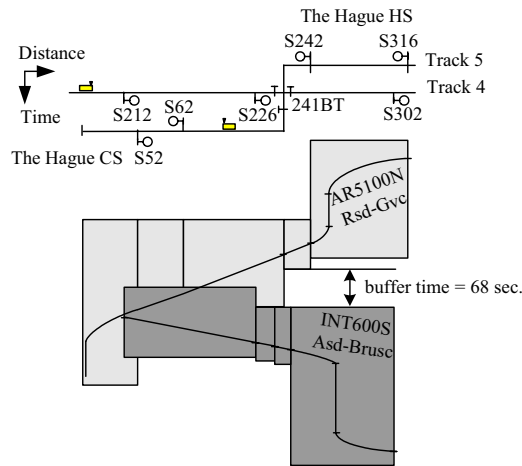 The Hague HS
Distance
S242
S316
Track 5
Track 4
Time
S212
S62
S226
241BT
S302
The Hague CS
S52
AR5100N
Rsd-Gvc
buffer time = 68 sec.
INT600S
Asd-Brusc